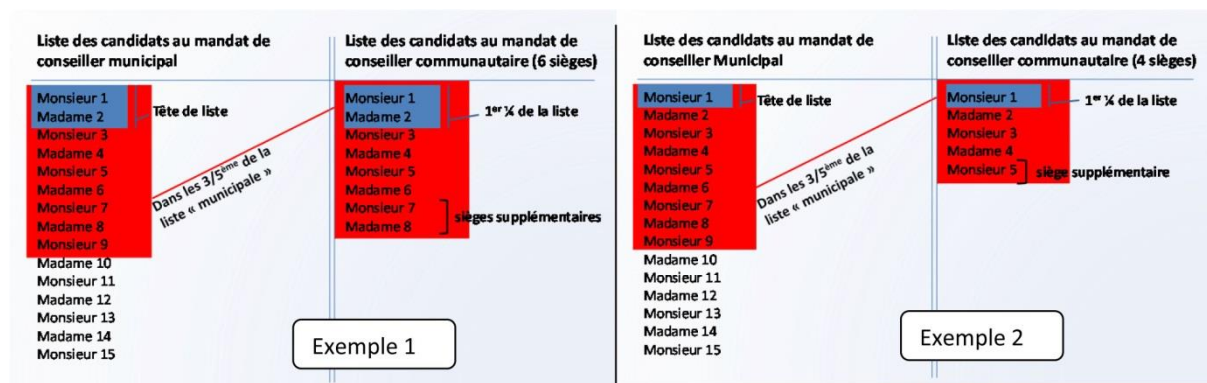 Liste des candidats au mandat de
conseiller municipal
Monsieur 1
Madame 2
Monsieur 3
Madame 4
Monsieur 5
Madame 6
Monsieur 7
Madame 8
Monsieur 9
Madame 10
Monsieur 11
Madame 12
Monsieur 13
Madame 14
Monsieur 15
Tête de liste
Dans les 3/5ème de la
liste « municipale »
Liste des candidats au mandat de
conseiller communautaire (6 sièges)
Monsieur 1
Madame 2
Monsieur 3
Madame 4
Monsieur 5
Madame 6
Monsieur 7
Madame 8
1er ¼ de la liste
sièges supplémentaires
Exemple 1
Liste des candidats au mandat de
conseiller Municipal
Monsieur 1
Madame 2
Monsieur 3
Madame 4
Monsieur 5
Madame 6
Monsieur 7
Madame 8
Monsieur 9
Madame 10
Monsieur 11
Madame 12
Monsieur 13
Madame 14
Monsieur 15
Tête de liste
Dans les 3/5ème de la
liste « municipale »
Liste des candidats au mandat de
conseiller communautaire (4 sièges)
Monsieur 1
Madame 2
Monsieur 3
Madame 4
Monsieur 5
1er ¼ de la liste
siège supplémentaire
Exemple 2